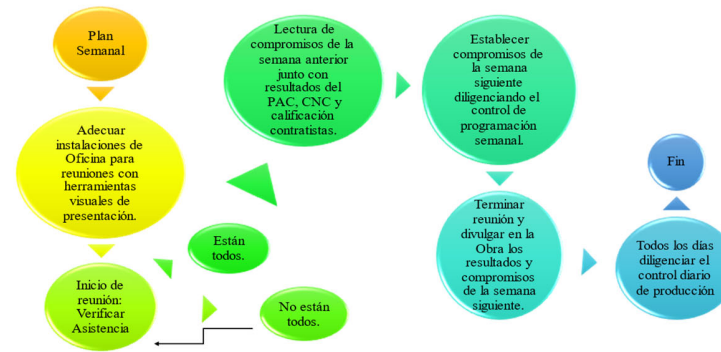 Plan
Semanal
Adecuar
instalaciones de
Oficina para
reuniones con
herramientas
visuales de
presentación.
Inicio de
reunión:
Verificar
Asistencia
Están
todos.
No están
todos.
Lectura de
compromisos de la
semana anterior
junto con
resultados del
PAC, CNC y
calificación
contratistas.
Establecer
compromisos de
la semana
siguiente
diligenciando el
control de
programación
semanal.
Terminar
reunión y
divulgar en la
Obra los
resultados y
compromisos
de la semana
siguiente.
Todos los días
diligenciar el
control diario
de producción
Fin